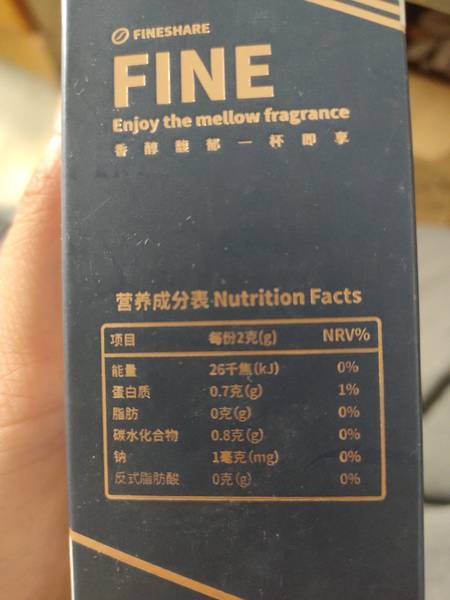 FINESHARE
FINE
Enjoy the mellow fragrance
香醇馥郁一杯即享
营养成分表 Nutrition Facts
项目 每份2克(g) NRV%
能量 26千焦(kJ) 0%
蛋白质 0.7克(g) 1%
脂肪 0克(g) 0%
碳水化合物 0.8克(g) 0%
钠 1毫克(mg) 0%
反式脂肪酸 0克(g) 0%